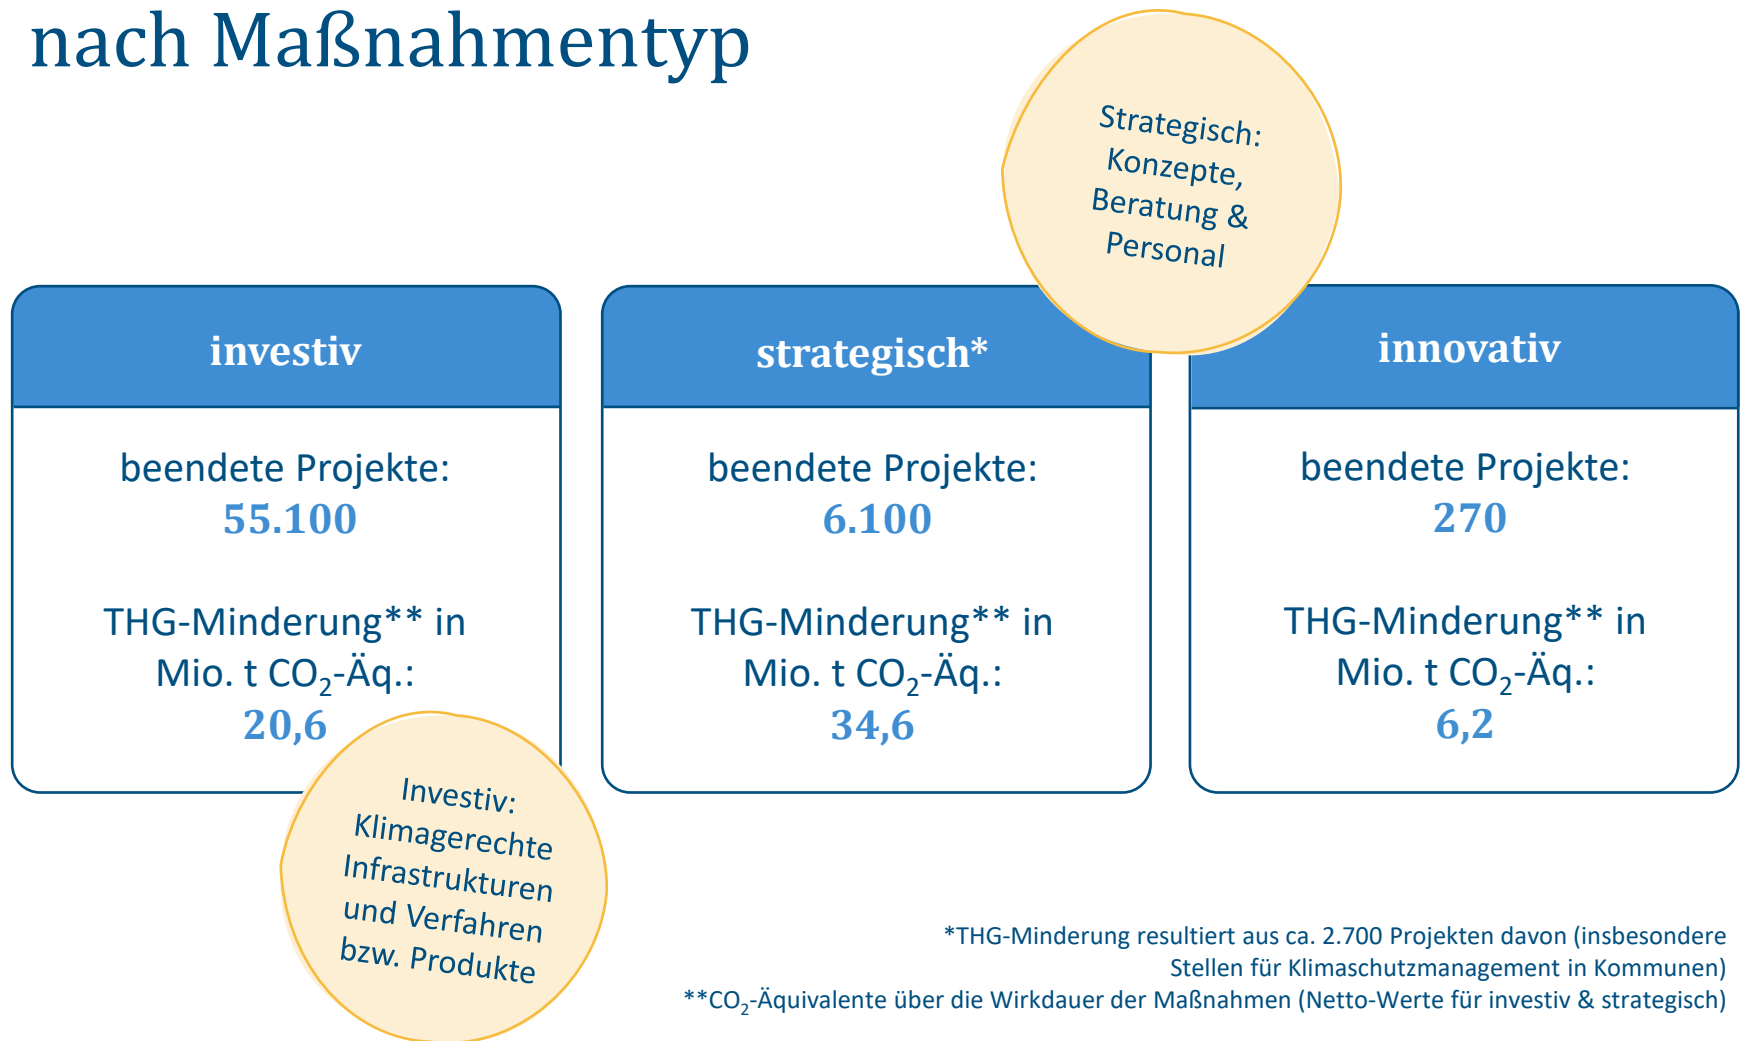 nach Maßnahmentyp
Strategisch:
Konzepte,
Beratung &
Personal
investiv
beendete Projekte:
55.100
THG-Minderung** in
Mio. t CO₂-Äq.:
20,6
Investiv:
Klimagerechte
Infrastrukturen
und Verfahren
bzw. Produkte
strategisch*
beendete Projekte:
6.100
THG-Minderung** in
Mio. t CO₂-Äq.:
34,6
innovativ
beendete Projekte:
270
THG-Minderung** in
Mio. t CO₂-Äq.:
6,2
*THG-Minderung resultiert aus ca. 2.700 Projekten davon (insbesondere
Stellen für Klimaschutzmanagement in Kommunen)
**CO₂-Äquivalente über die Wirkdauer der Maßnahmen (Netto-Werte für investiv & strategisch)